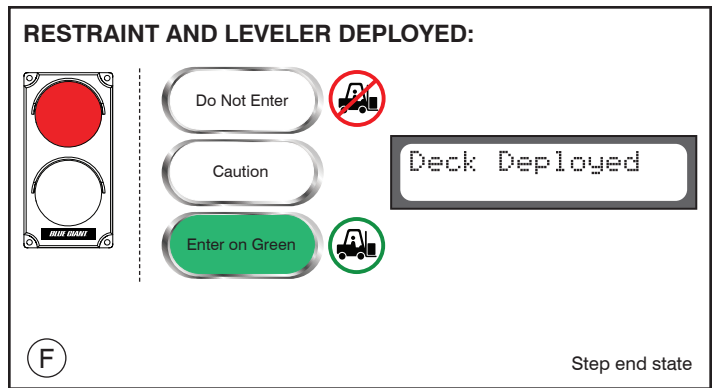 RESTRAINT AND LEVELER DEPLOYED:
Do Not Enter
Caution
Enter on Green
BLUE GIANT
Deck Deployed
F
Step end state